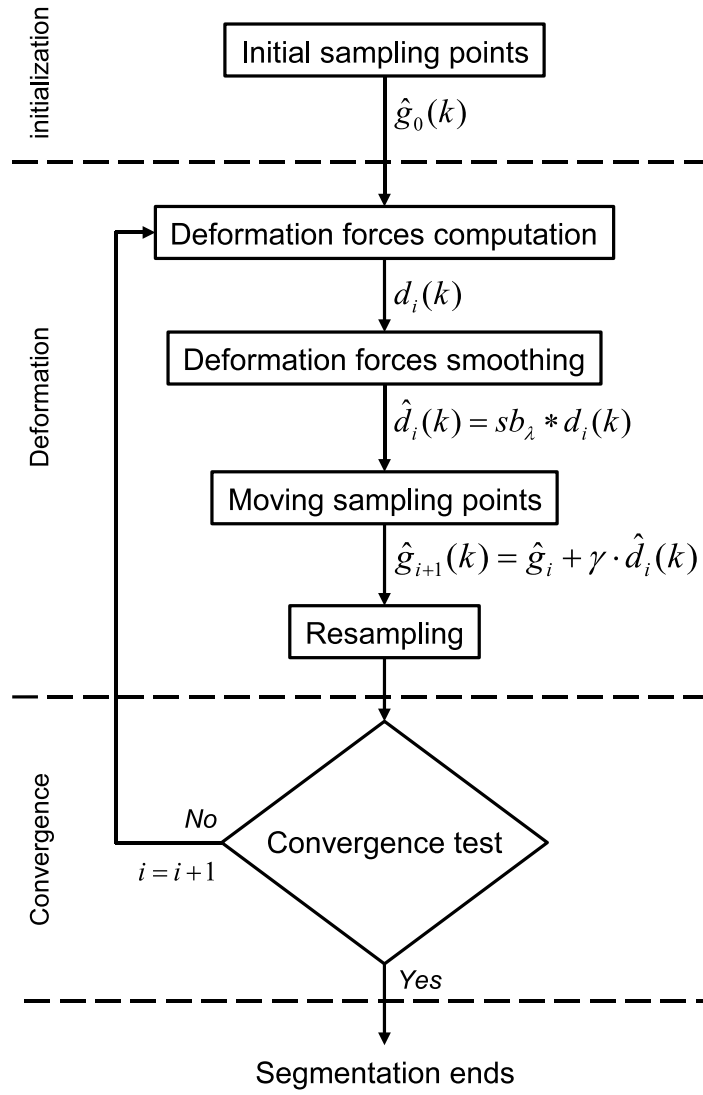 initialization
Initial sampling points
ĝ₀(k)
Deformation
Deformation forces computation
dᵢ(k)
Deformation forces smoothing
d̂ᵢ(k) = sb_λ * dᵢ(k)
Moving sampling points
ĝᵢ₊₁(k) = ĝᵢ + γ · d̂ᵢ(k)
Resampling
Convergence
Convergence test
No
i = i+1
Yes
Segmentation ends